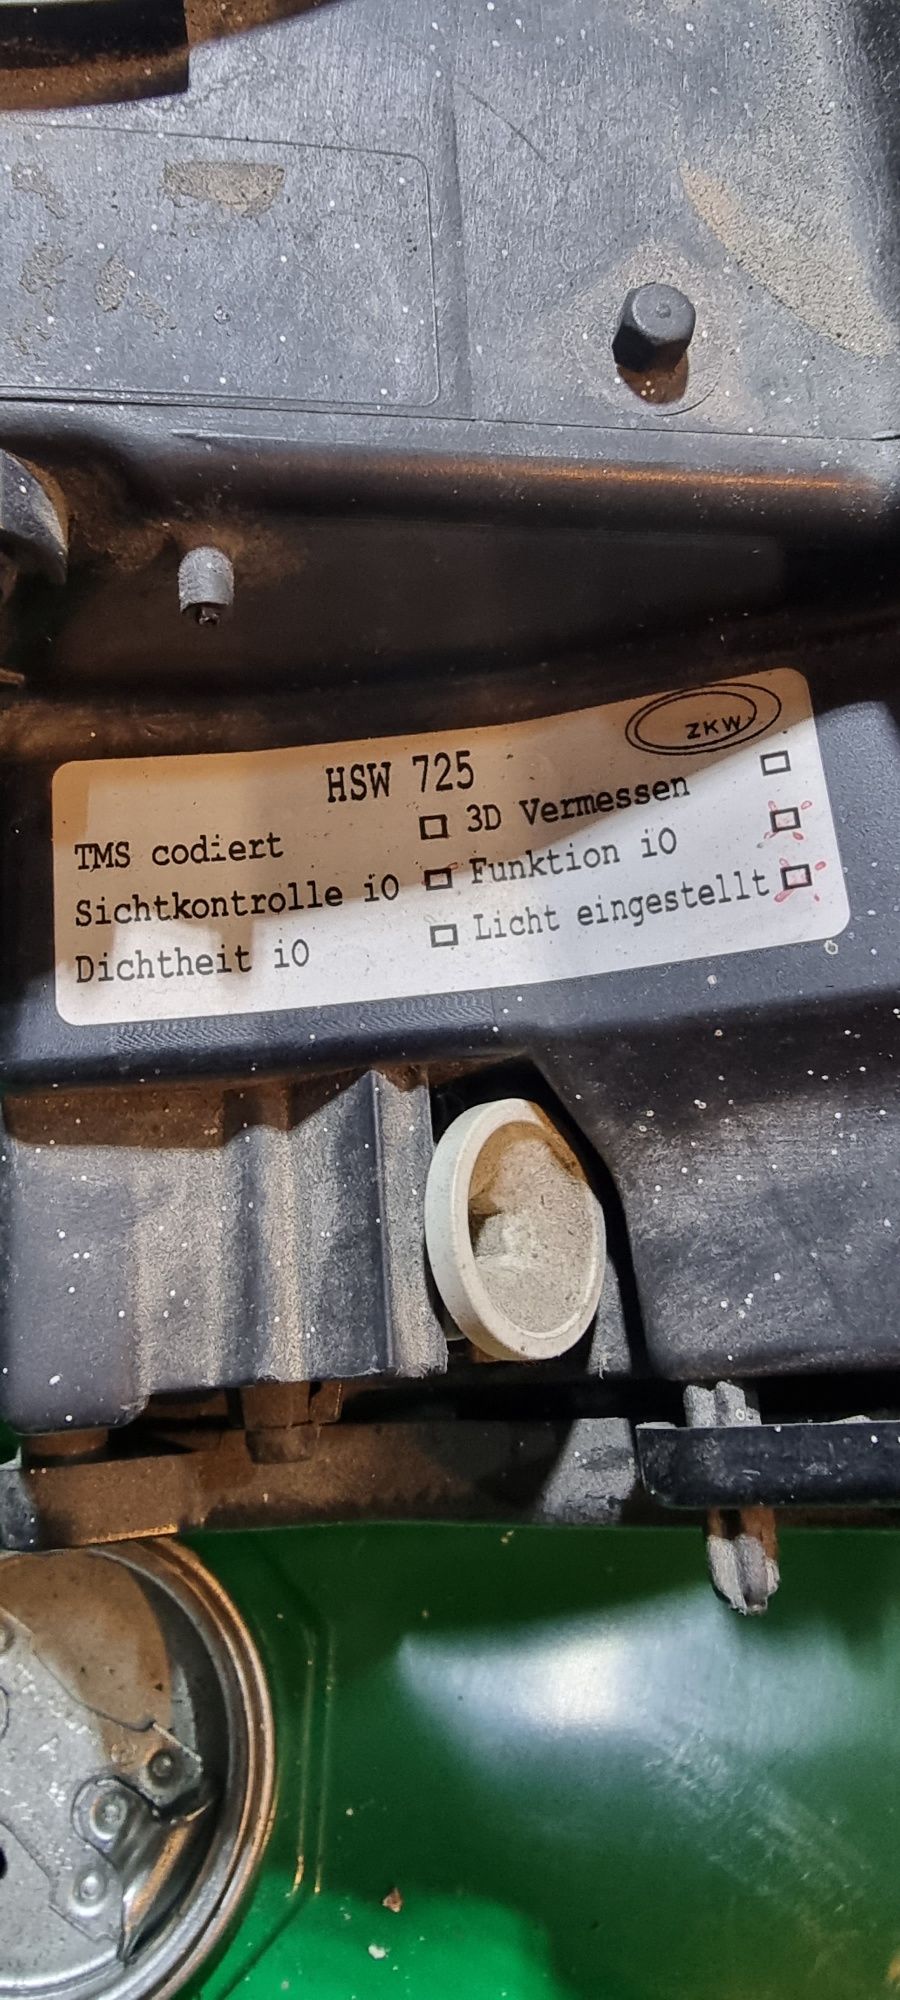 ZKW
HSW 725
TMS codiert
3D Vermessen
Sichtkontrolle iO
Funktion iO
Dichtheit iO
Licht eingestellt